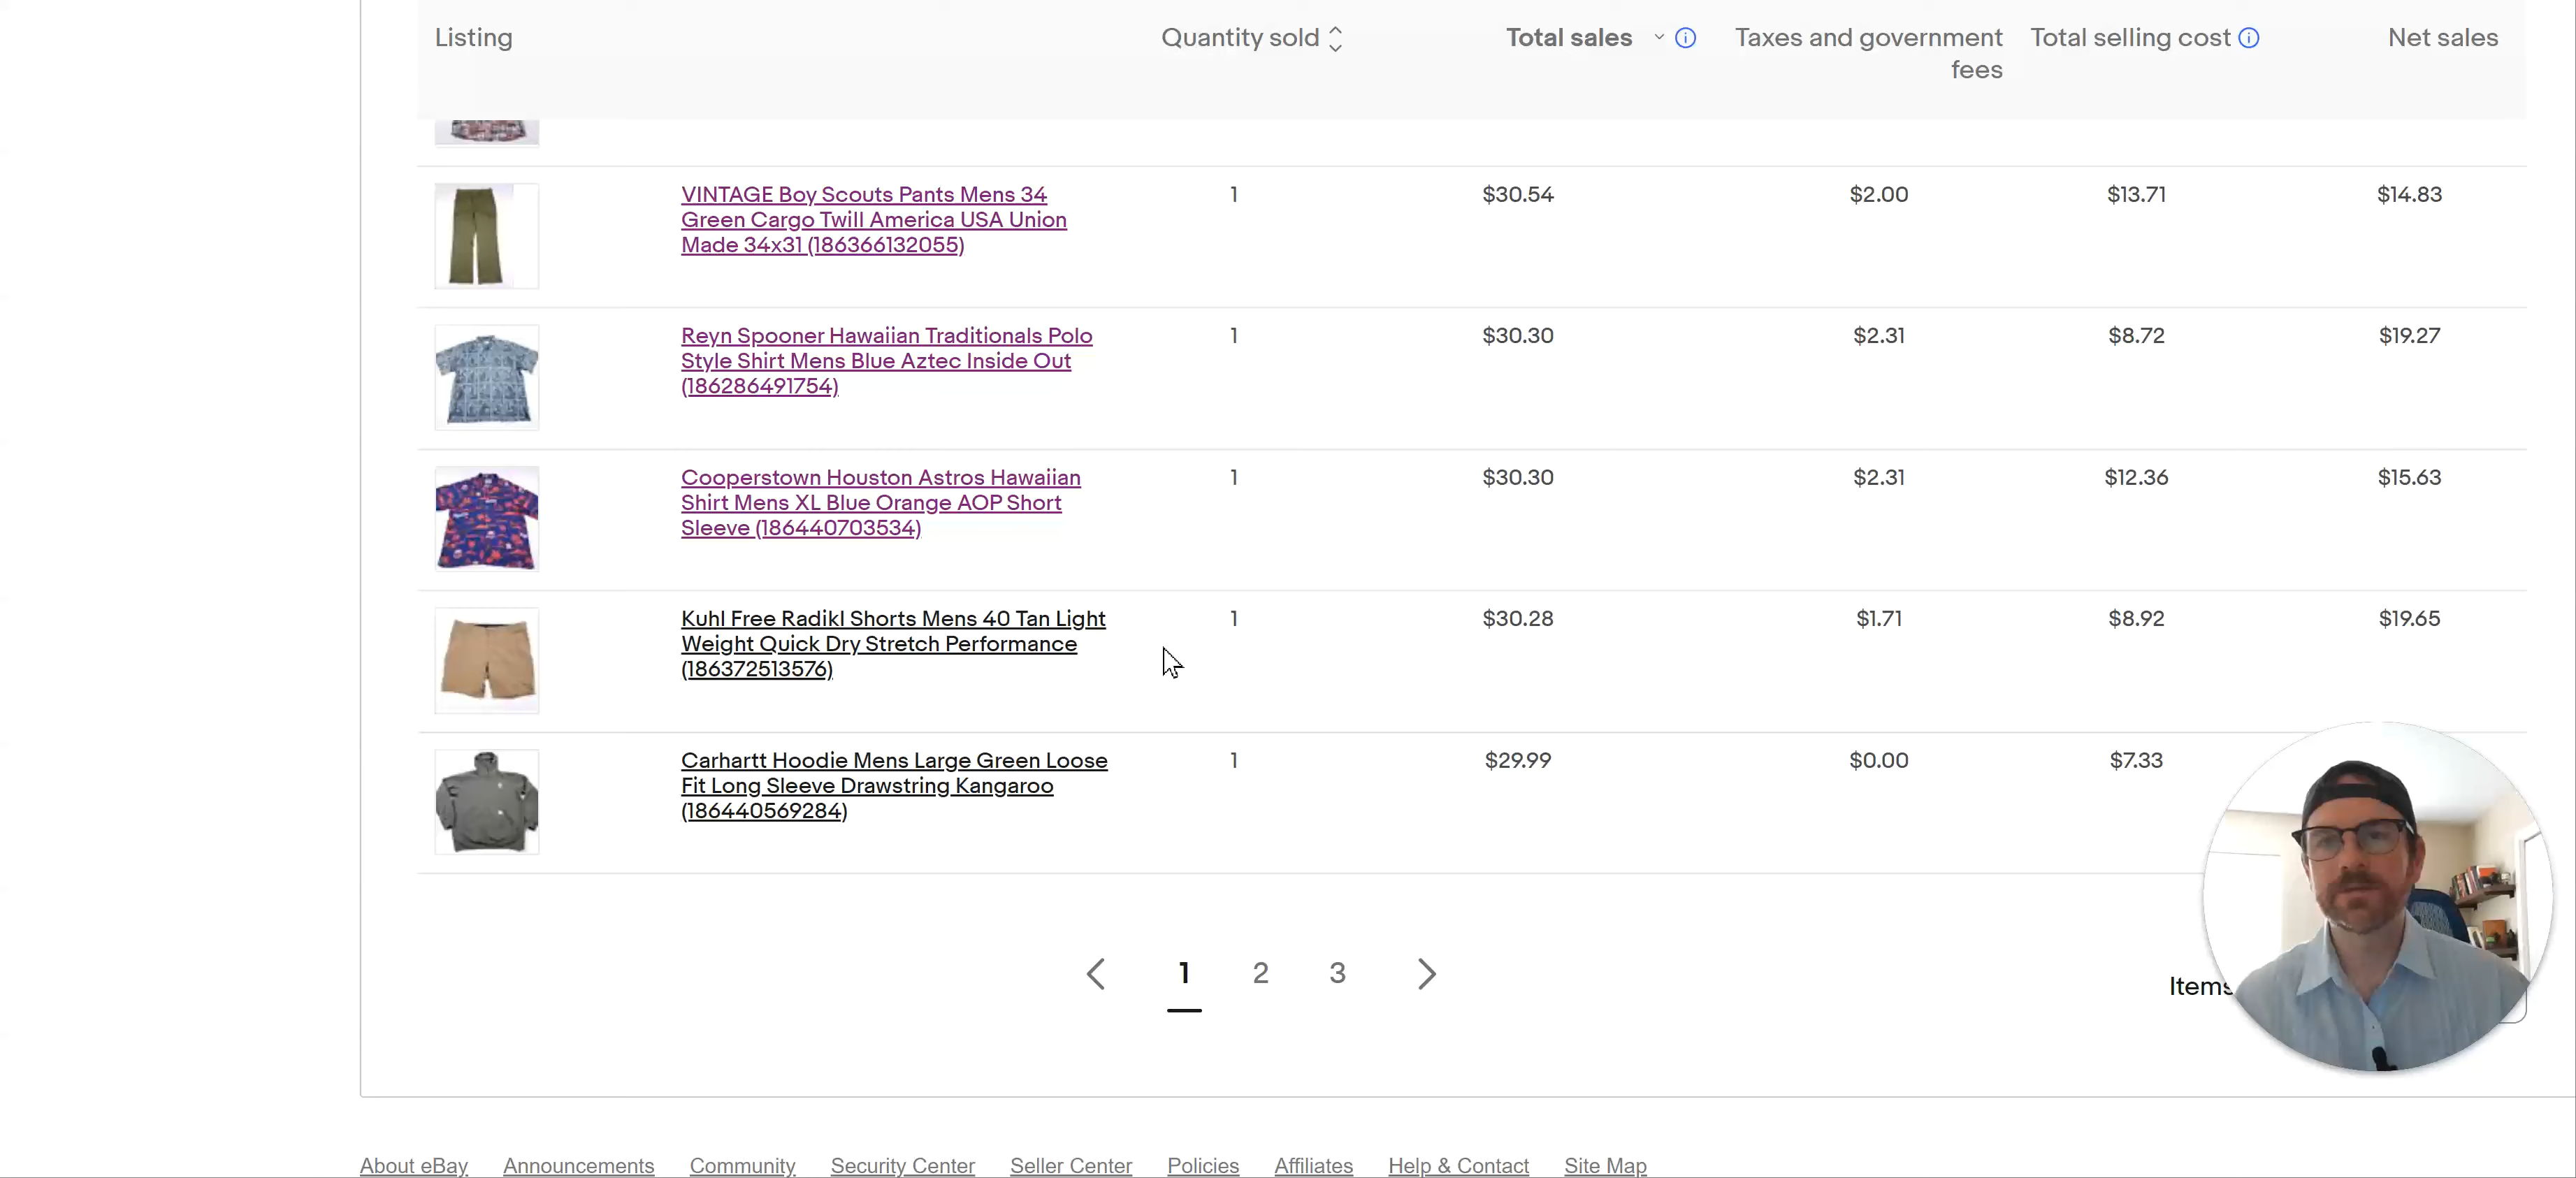 Listing Quantity sold Total sales Taxes and government Total selling cost Net sales
fees
VINTAGE Boy Scouts Pants Mens 34 1 $30.54 $2.00 $13.71 $14.83
Green Cargo Twill America USA Union
Made 34x31 (186366132055)
Reyn Spooner Hawaiian Traditionals Polo 1 $30.30 $2.31 $8.72 $19.27
Style Shirt Mens Blue Aztec Inside Out
(186286491754)
Cooperstown Houston Astros Hawaiian 1 $30.30 $2.31 $12.36 $15.63
Shirt Mens XL Blue Orange AOP Short
Sleeve (186440703534)
Kuhl Free Radikl Shorts Mens 40 Tan Light 1 $30.28 $1.71 $8.92 $19.65
Weight Quick Dry Stretch Performance
(186372513576)
Carhartt Hoodie Mens Large Green Loose 1 $29.99 $0.00 $7.33
Fit Long Sleeve Drawstring Kangaroo
(186440569284)
1 2 3
Items
About eBay Announcements Community Security Center Seller Center Policies Affiliates Help & Contact Site Map